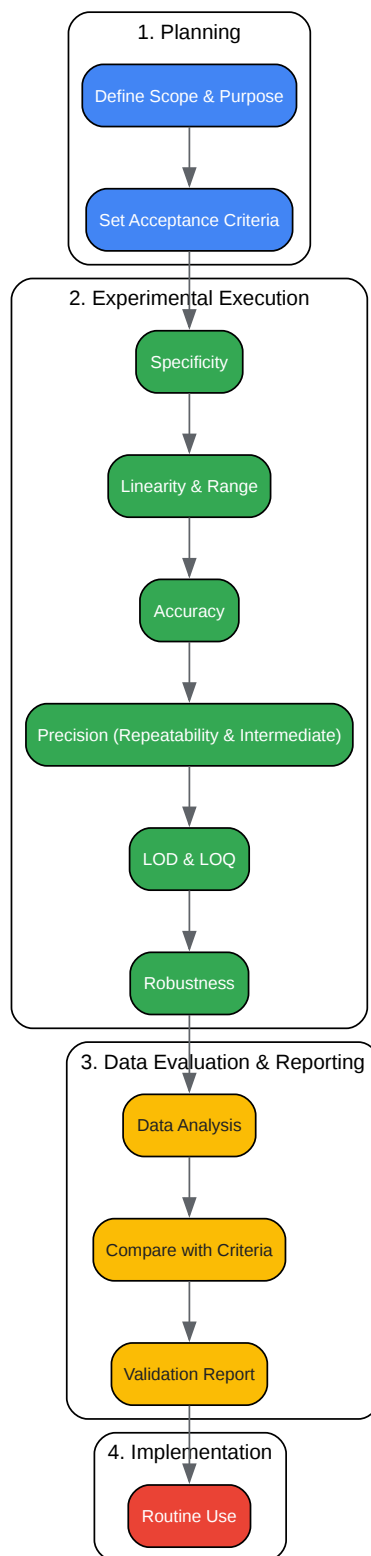 1. Planning
Define Scope & Purpose
Set Acceptance Criteria
2. Experimental Execution
Specificity
Linearity & Range
Accuracy
Precision (Repeatability & Intermediate)
LOD & LOQ
Robustness
3. Data Evaluation & Reporting
Data Analysis
Compare with Criteria
Validation Report
4. Implementation
Routine Use